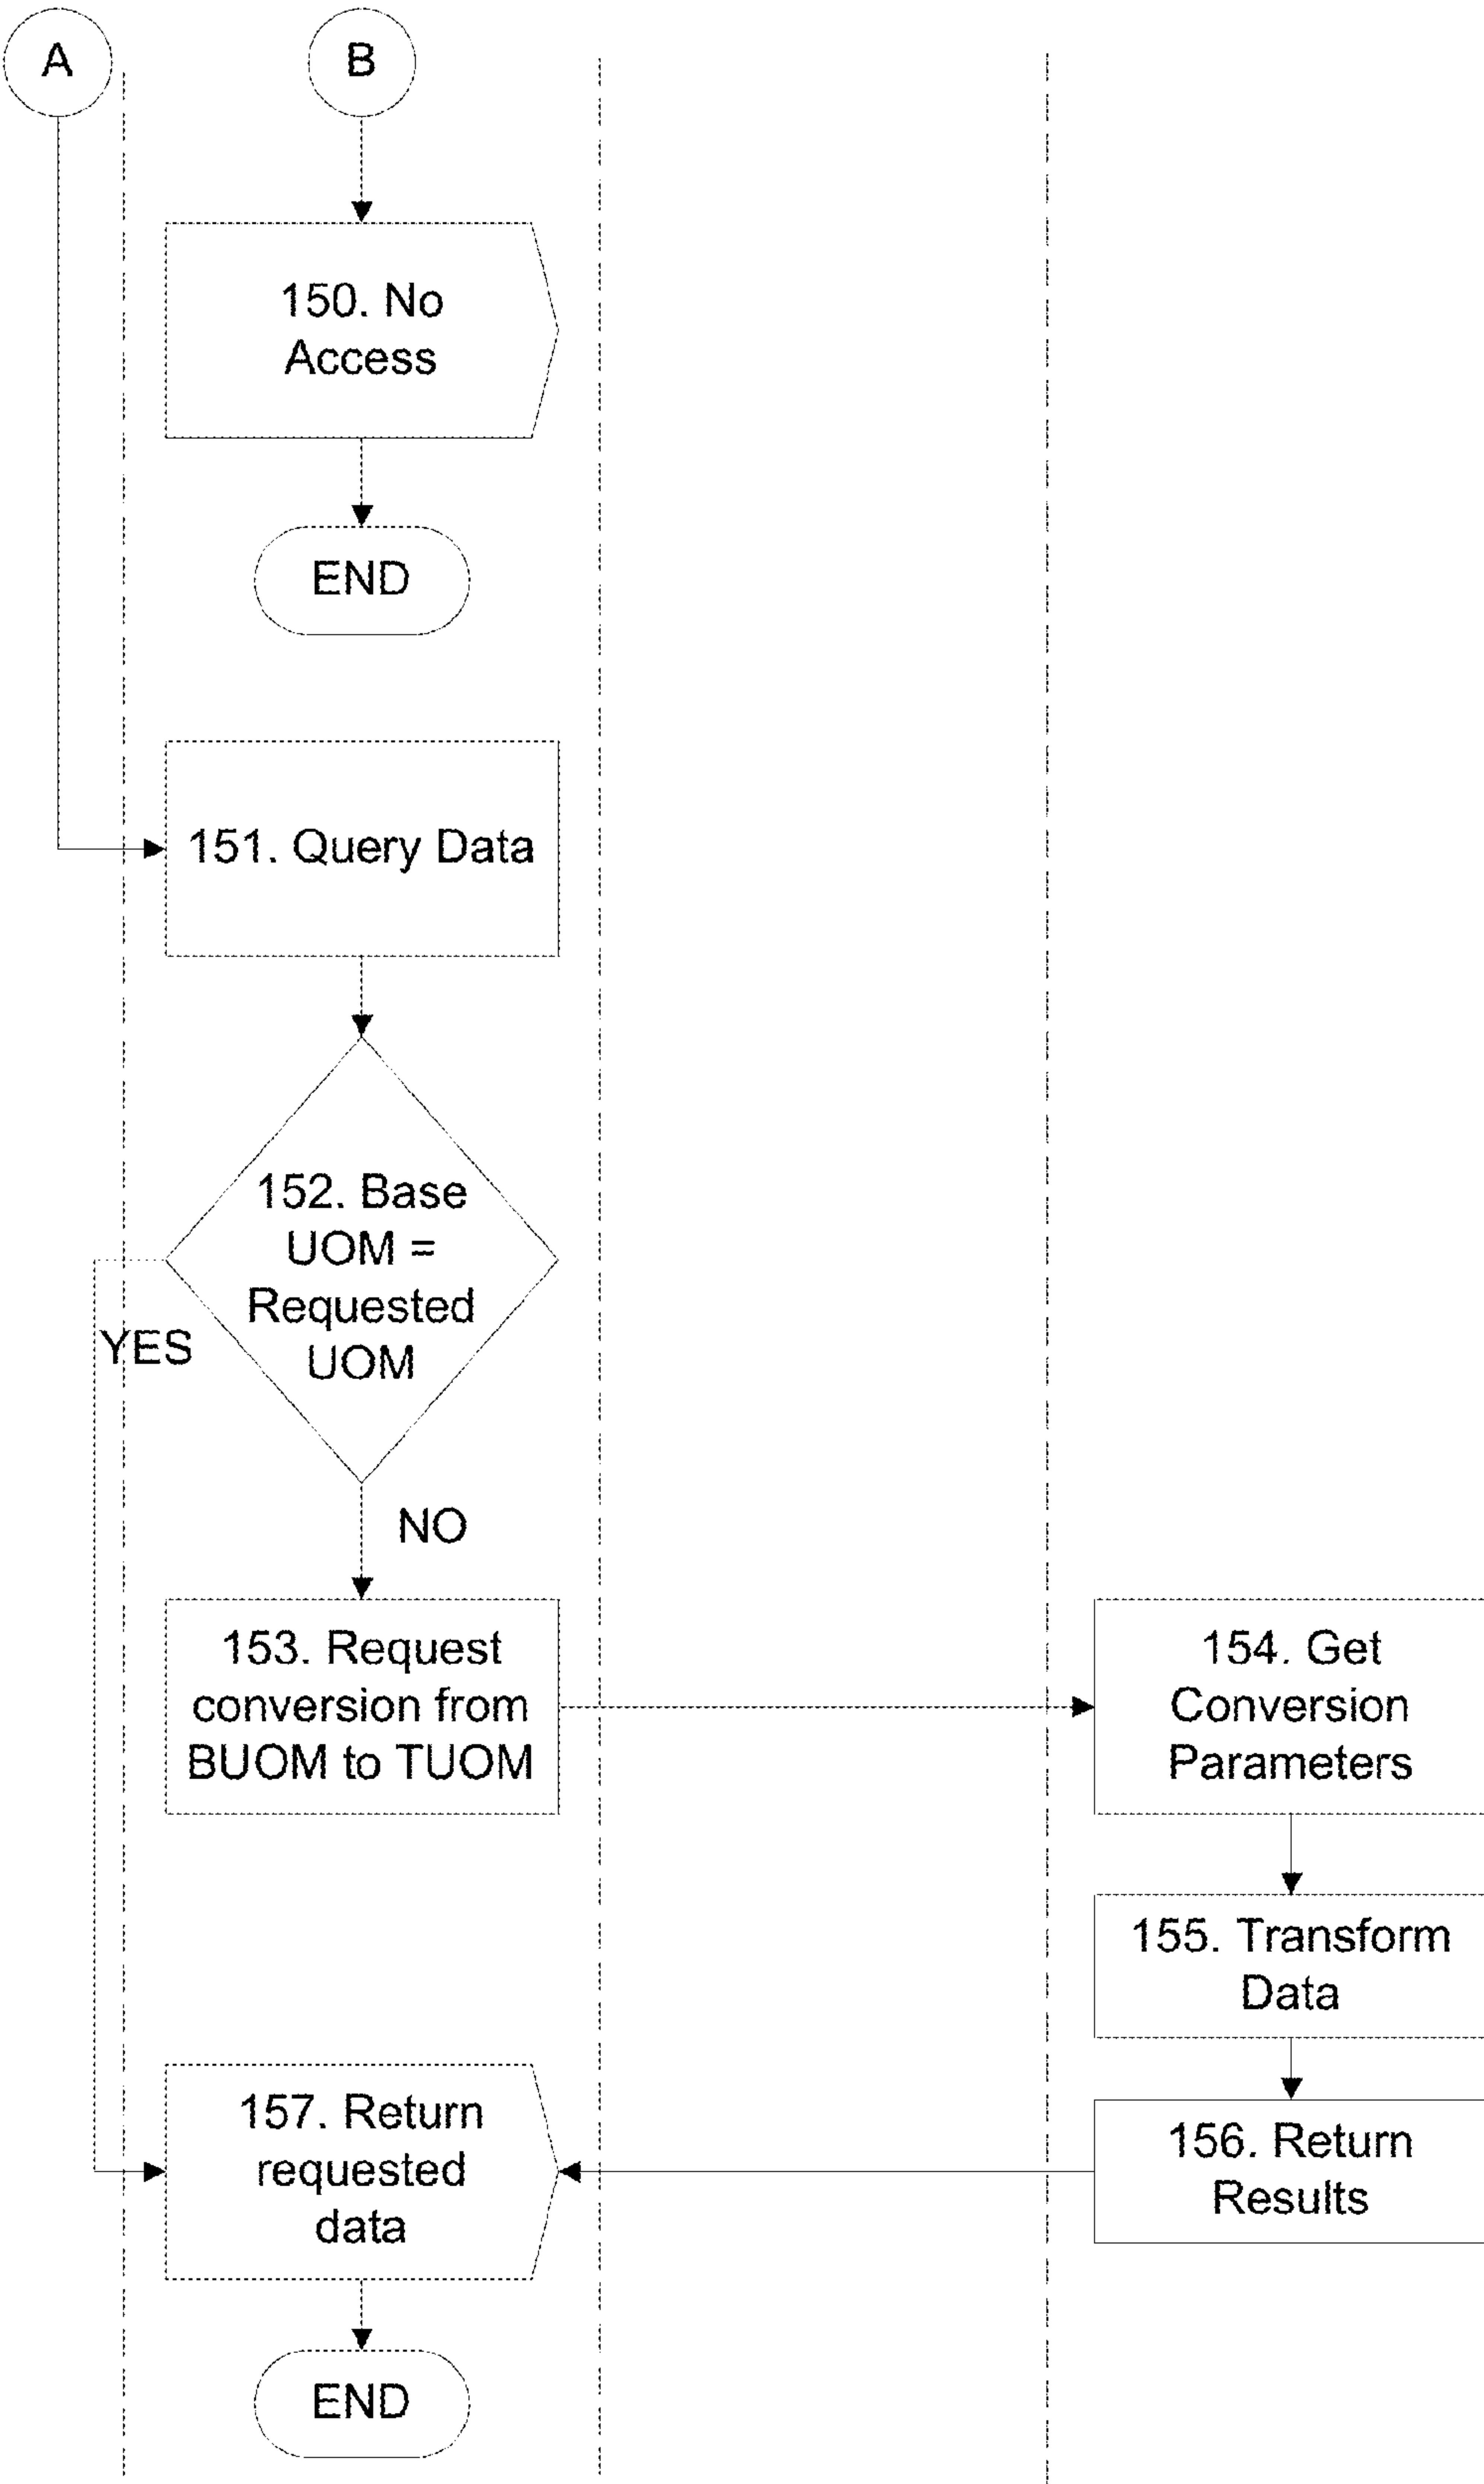 A
B
150. No
Access
END
151. Query Data
152. Base
UOM =
Requested
UOM
YES
NO
153. Request
conversion from
BUOM to TUOM
154. Get
Conversion
Parameters
155. Transform
Data
156. Return
Results
157. Return
requested
data
END